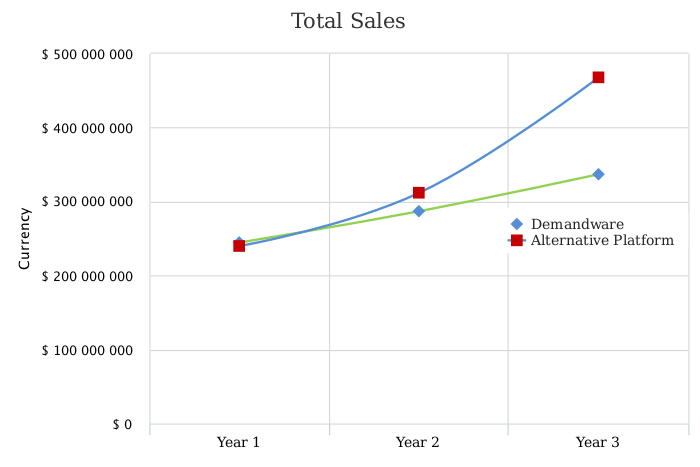 Total Sales
$ 500 000 000
$ 400 000 000
$ 300 000 000
$ 200 000 000
$ 100 000 000
$ 0
Currency
Demandware
Alternative Platform
Year 1
Year 2
Year 3